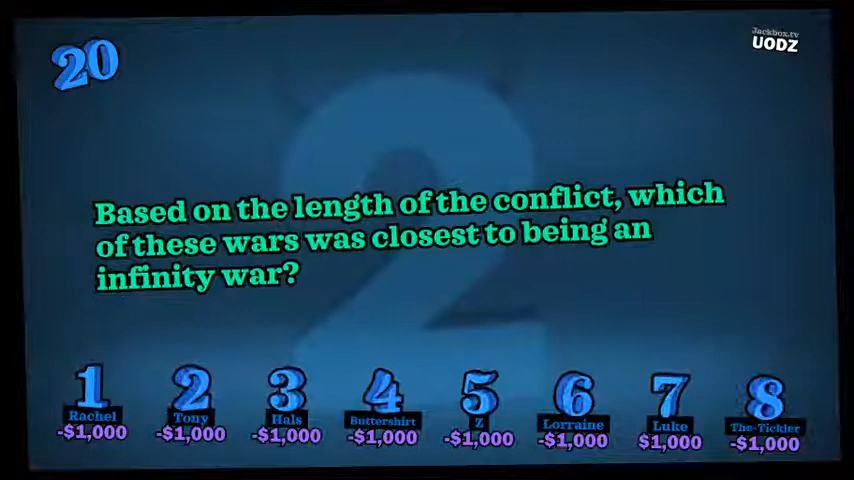 20
Jackbox.tv
UODZ
2
Based on the length of the conflict, which
of these wars was closest to being an
infinity war?
1 2 3 4 5 6 7 8
Rachel Tony Hals Buttershirt Z Lorraine Luke The-Tickler
-$1,000 -$1,000 -$1,000 -$1,000 -$1,000 -$1,000 $1,000 -$1,000